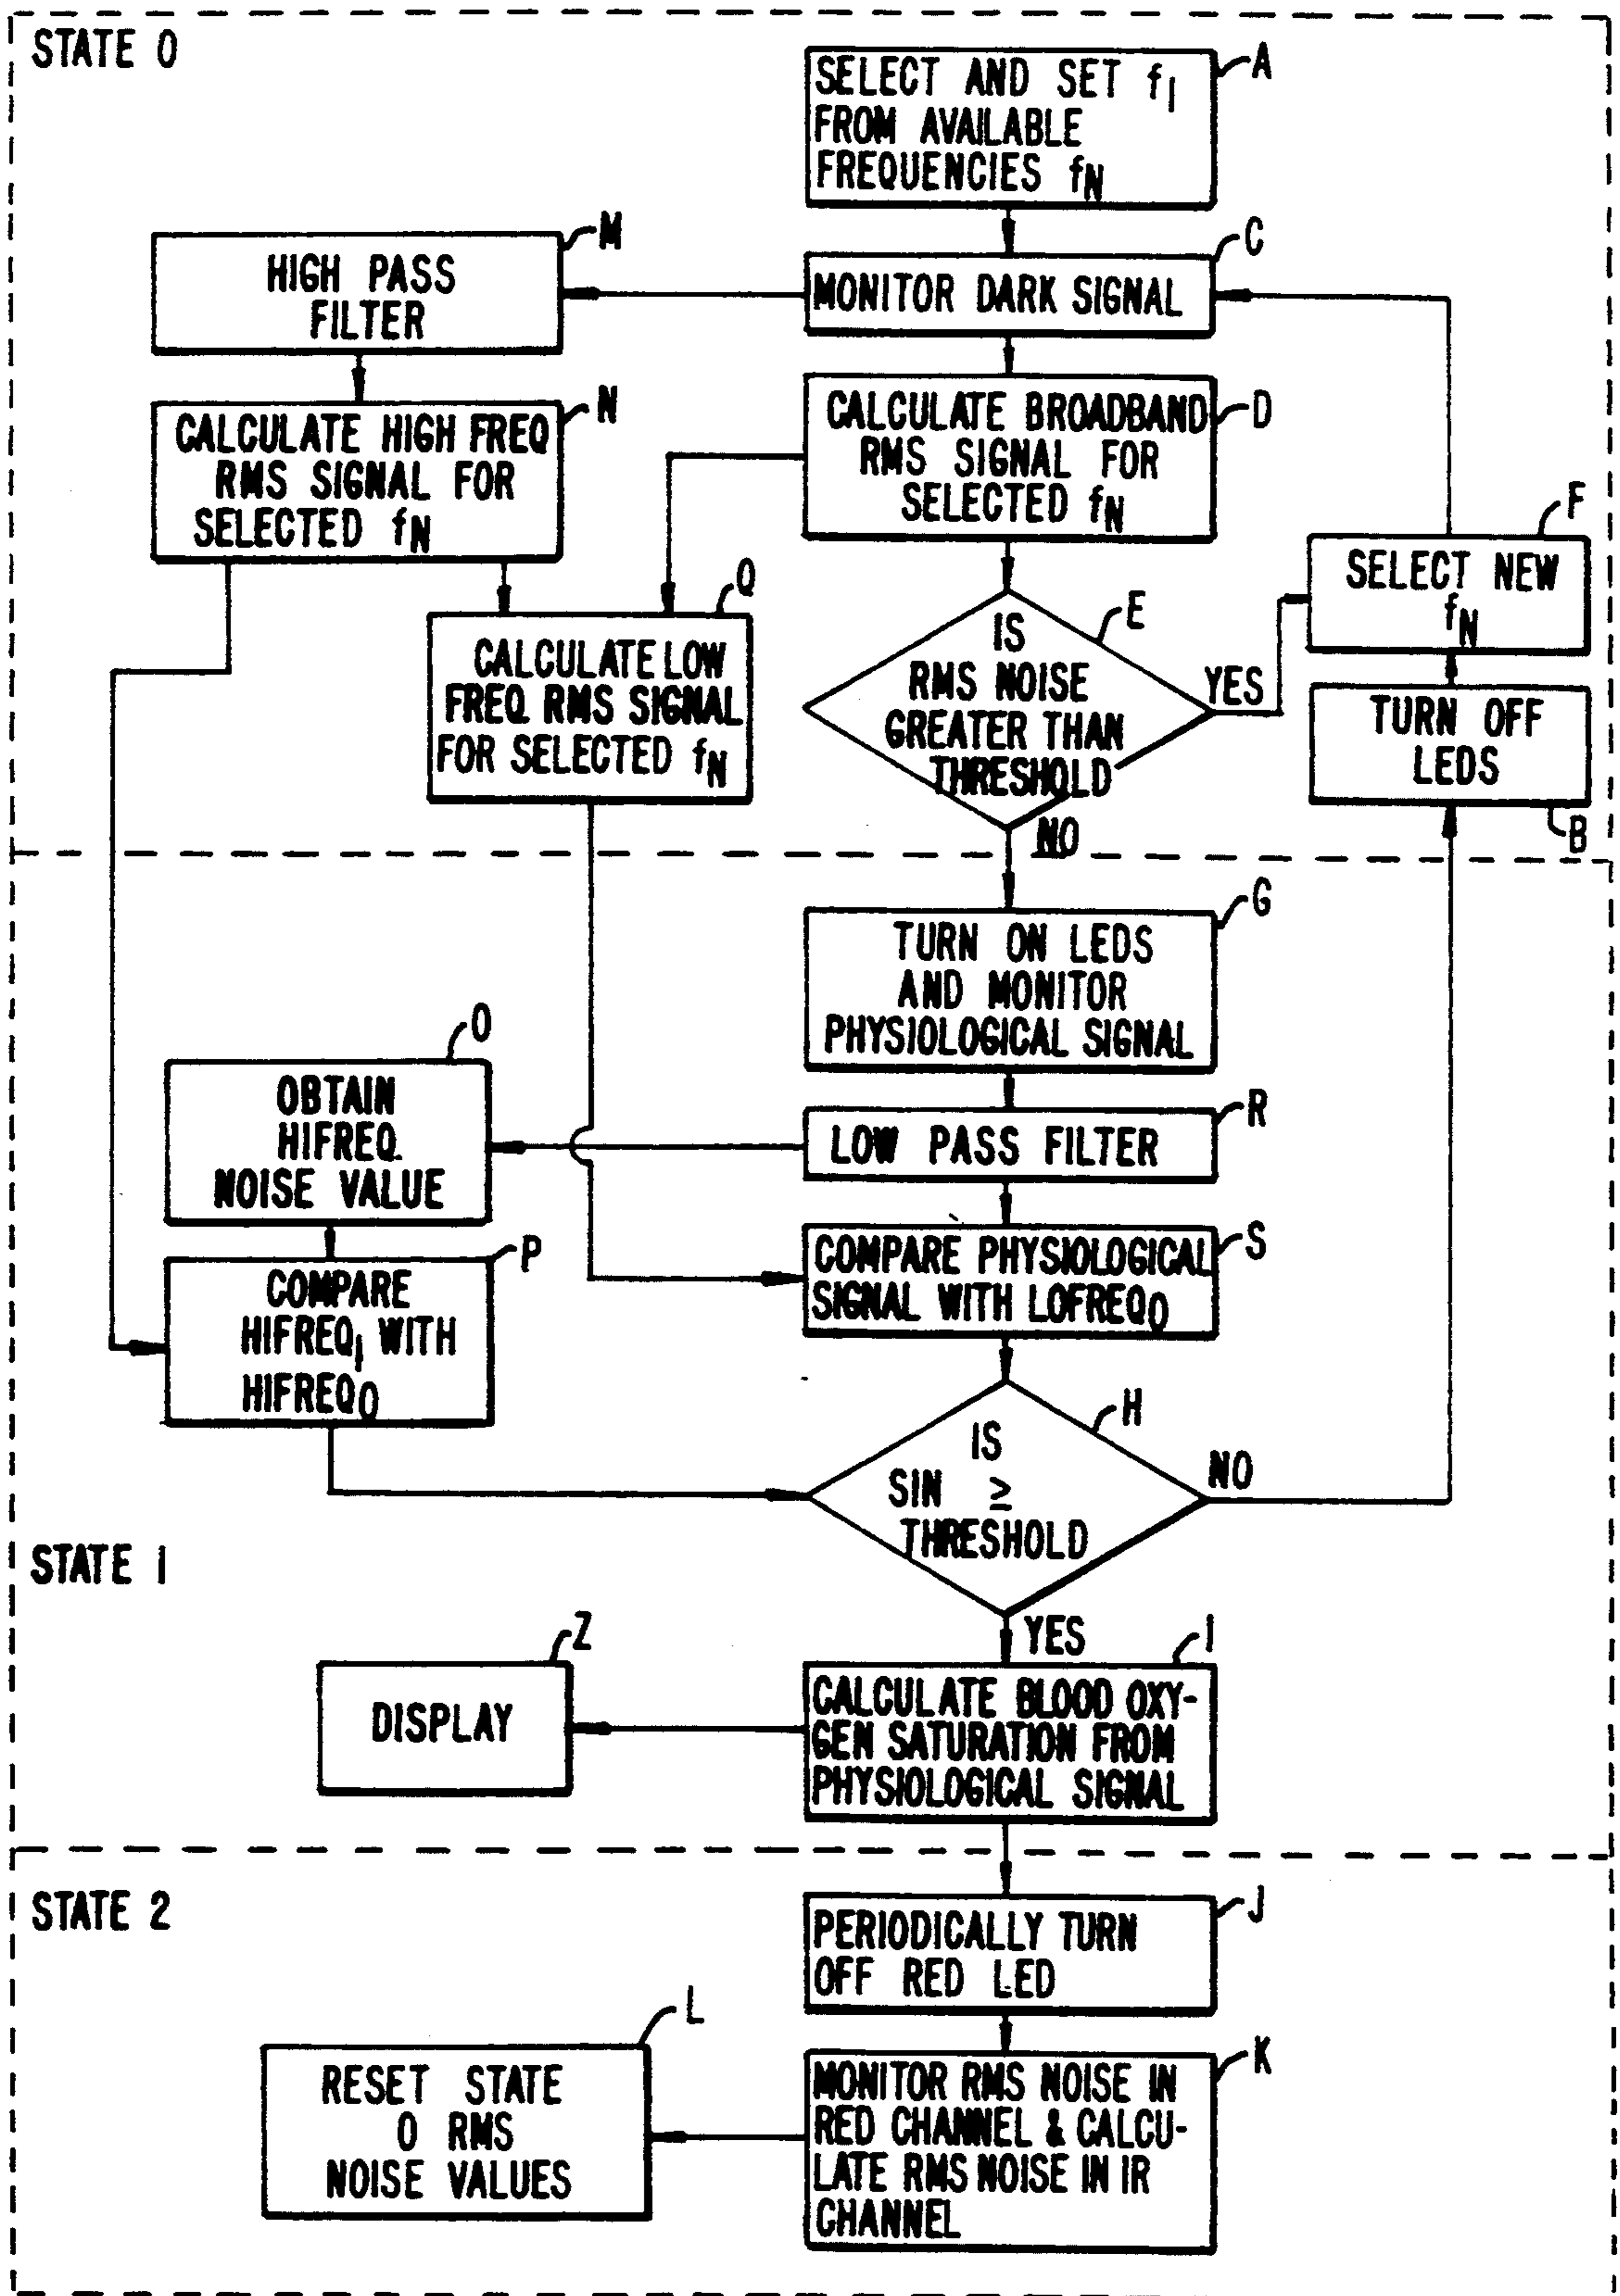 STATE 0
A
SELECT AND SET f1
FROM AVAILABLE
FREQUENCIES fN
M
HIGH PASS
FILTER
C
MONITOR DARK SIGNAL
N
CALCULATE HIGH FREQ
RMS SIGNAL FOR
SELECTED fN
D
CALCULATE BROADBAND
RMS SIGNAL FOR
SELECTED fN
F
SELECT NEW
fN
Q
CALCULATE LOW
FREQ. RMS SIGNAL
FOR SELECTED fN
E
IS
RMS NOISE
GREATER THAN
THRESHOLD
YES
NO
TURN OFF
LEDS
B
G
TURN ON LEDS
AND MONITOR
PHYSIOLOGICAL SIGNAL
O
OBTAIN
HIFREQ.
NOISE VALUE
R
LOW PASS FILTER
P
COMPARE
HIFREQ1 WITH
HIFREQ0
S
COMPARE PHYSIOLOGICAL
SIGNAL WITH LOFREQ0
H
IS
SIN ≥
THRESHOLD
NO
YES
STATE 1
Z
DISPLAY
I
CALCULATE BLOOD OXY-
GEN SATURATION FROM
PHYSIOLOGICAL SIGNAL
STATE 2
J
PERIODICALLY TURN
OFF RED LED
L
RESET STATE
0 RMS
NOISE VALUES
K
MONITOR RMS NOISE IN
RED CHANNEL & CALCU-
LATE RMS NOISE IN IR
CHANNEL